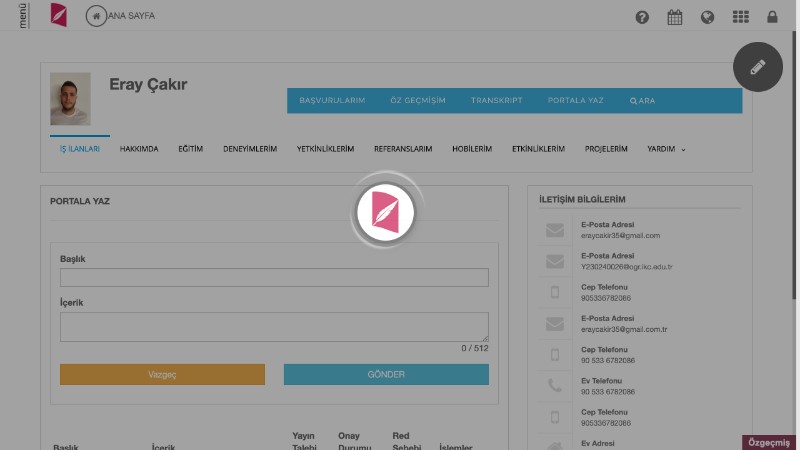 menü
ANA SAYFA
Eray Çakır
BAŞVURULARIM ÖZ GEÇMİŞİM TRANSKRIPT PORTALA YAZ ARA
İŞ İLANLARI HAKKIMDA EĞİTİM DENEYİMLERİM YETKİNLİKLERİM REFERANSLARIM HOBİLERİM ETKİNLİKLERİM PROJELERİM YARDIM
PORTALA YAZ
Başlık
İçerik
0 / 512
Vazgeç GÖNDER
Başlık İçerik Yayın Talebi Onay Durumu Red Sebebi İşlemler
İLETİŞİM BİLGİLERİM
E-Posta Adresi
eraycakir35@gmail.com
E-Posta Adresi
Y230240026@ogr.ikc.edu.tr
Cep Telefonu
905336782086
E-Posta Adresi
eraycakir35@gmail.com.tr
Cep Telefonu
90 533 6782086
Ev Telefonu
90 533 6782086
Cep Telefonu
905336782086
Ev Adresi
Özgeçmiş